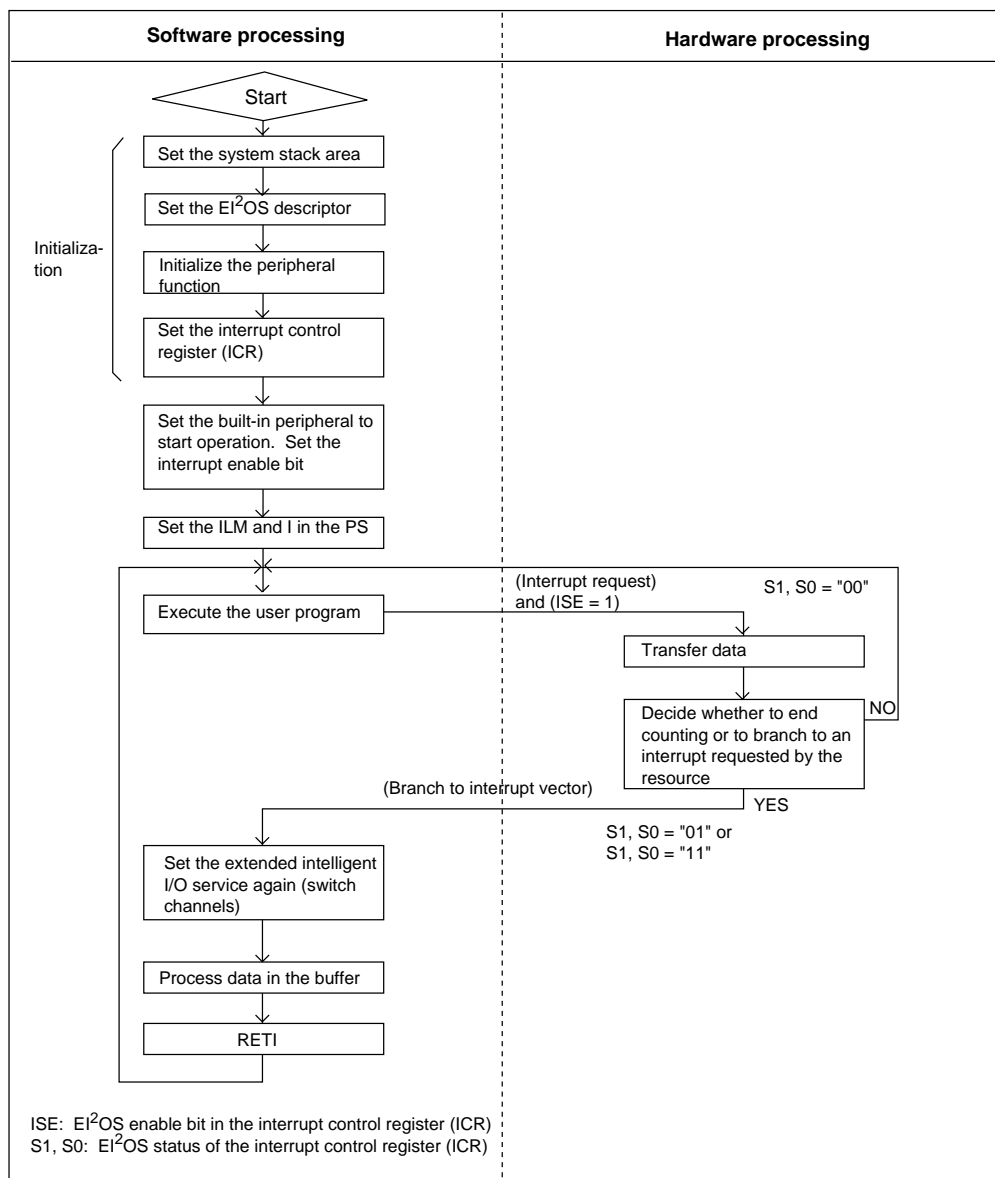 Software processing
Hardware processing
Start
Set the system stack area
Set the EI²OS descriptor
Initializa-
tion
Initialize the peripheral
function
Set the interrupt control
register (ICR)
Set the built-in peripheral to
start operation.  Set the
interrupt enable bit
Set the ILM and I in the PS
(Interrupt request)
and (ISE = 1)
S1, S0 = "00"
Execute the user program
Transfer data
Decide whether to end
counting or to branch to an
interrupt requested by the
resource
NO
(Branch to interrupt vector)
YES
S1, S0 = "01" or
S1, S0 = "11"
Set the extended intelligent
I/O service again (switch
channels)
Process data in the buffer
RETI
ISE:  EI²OS enable bit in the interrupt control register (ICR)
S1, S0:  EI²OS status of the interrupt control register (ICR)